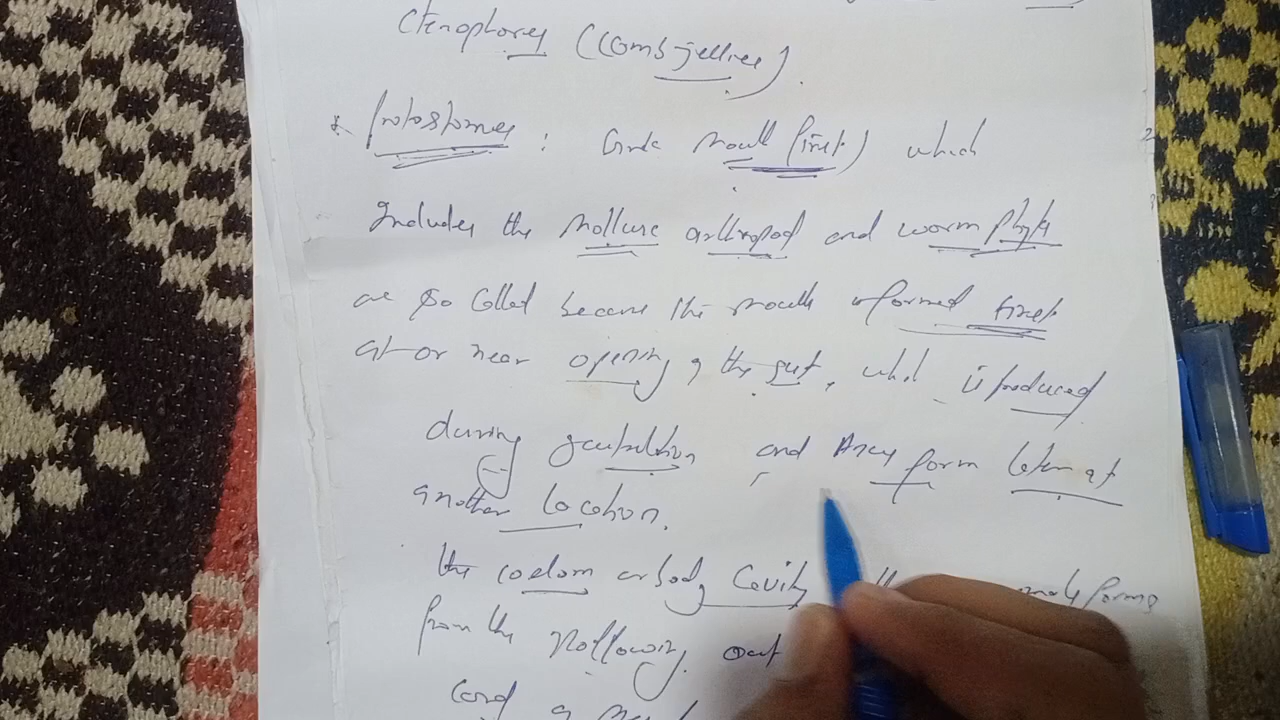 Ctenophores (Comb jellies).
* Protostomes : Greek mouth first) which
Includes the mollusc arthropod and worm phyla
are so called because the mouth is formed first
at or near opening of the gut, which is produced
during and form later at
another location.
the coelom or body Cavity forms
from the hollowing out